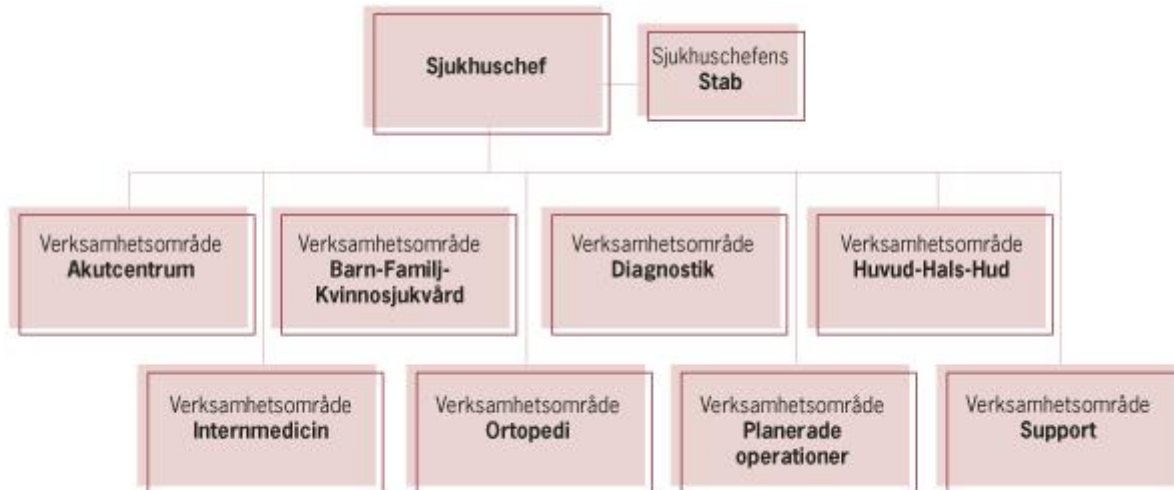 Sjukhuschef
Sjukhuschefens
Stab
Verksamhetsområde
Akutcentrum
Verksamhetsområde
Barn-Familj-
Kvinnosjukvård
Verksamhetsområde
Diagnostik
Verksamhetsområde
Huvud-Hals-Hud
Verksamhetsområde
Internmedicin
Verksamhetsområde
Ortopedi
Verksamhetsområde
Planerade
operationer
Verksamhetsområde
Support